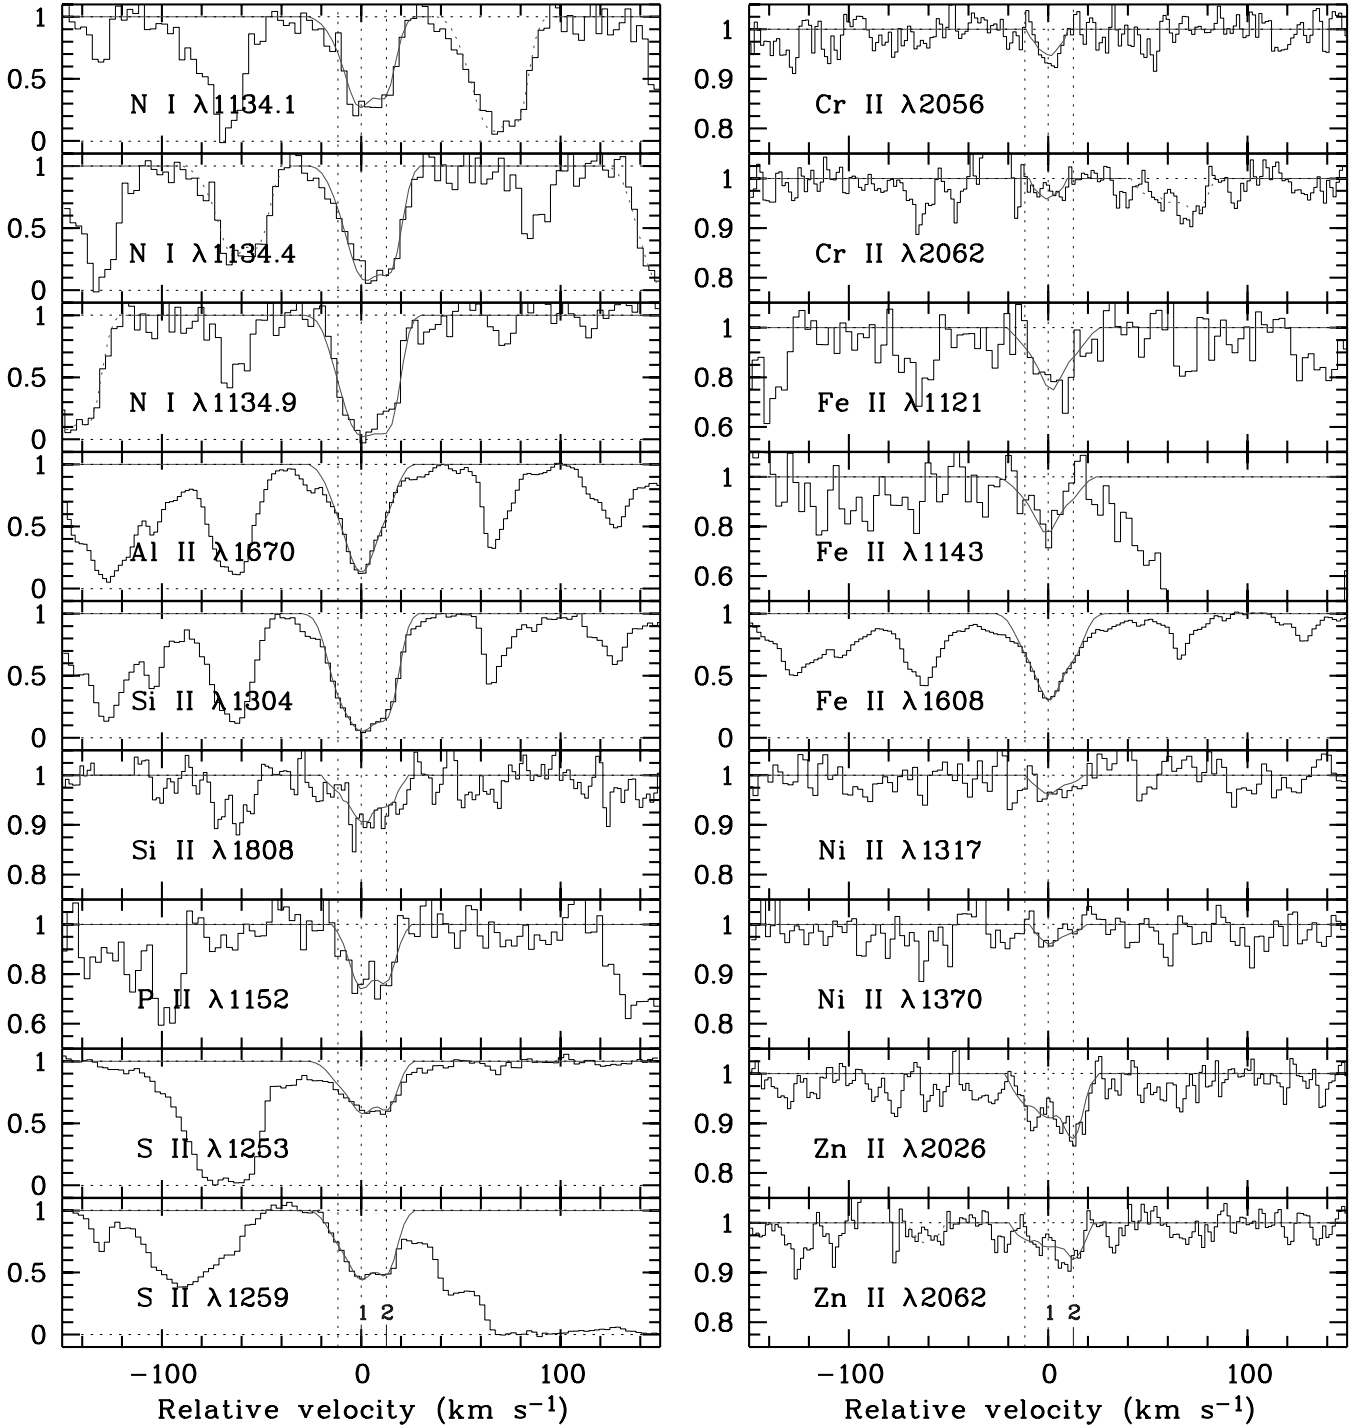 1
0.5
N I λ1134.1
0
1
0.5
N I λ1134.4
0
1
0.5
N I λ1134.9
0
1
0.5
Al II λ1670
0
1
0.5
Si II λ1304
0
1
0.9
Si II λ1808
0.8
1
0.8
P II λ1152
0.6
1
0.5
S II λ1253
0
1
0.5
S II λ1259
1 2
0
−100 0 100
Relative velocity (km s⁻¹)
1
0.9
Cr II λ2056
0.8
1
0.9
Cr II λ2062
0.8
1
0.8
Fe II λ1121
0.6
1
0.8
Fe II λ1143
0.6
1
0.5
Fe II λ1608
0
1
0.9
Ni II λ1317
0.8
1
0.9
Ni II λ1370
0.8
1
0.9
Zn II λ2026
0.8
1
0.9
Zn II λ2062
1 2
0.8
−100 0 100
Relative velocity (km s⁻¹)